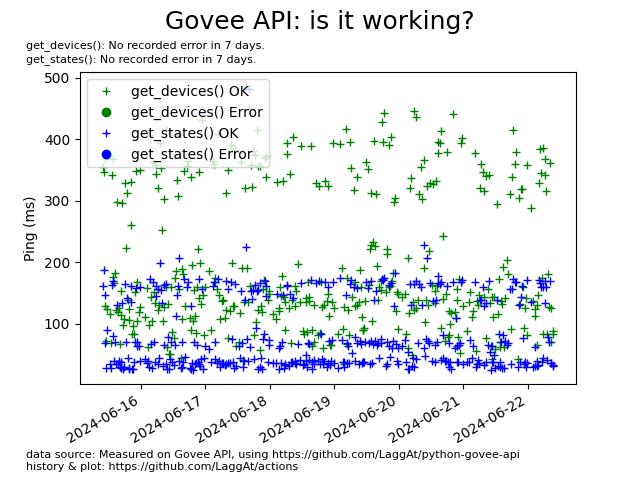 Govee API: is it working?
get_devices(): No recorded error in 7 days.
get_states(): No recorded error in 7 days.
500
400
300
200
100
Ping (ms)
get_devices() OK
get_devices() Error
get_states() OK
get_states() Error
2024-06-16
2024-06-17
2024-06-18
2024-06-19
2024-06-20
2024-06-21
2024-06-22
data source: Measured on Govee API, using https://github.com/LaggAt/python-govee-api
history & plot: https://github.com/LaggAt/actions